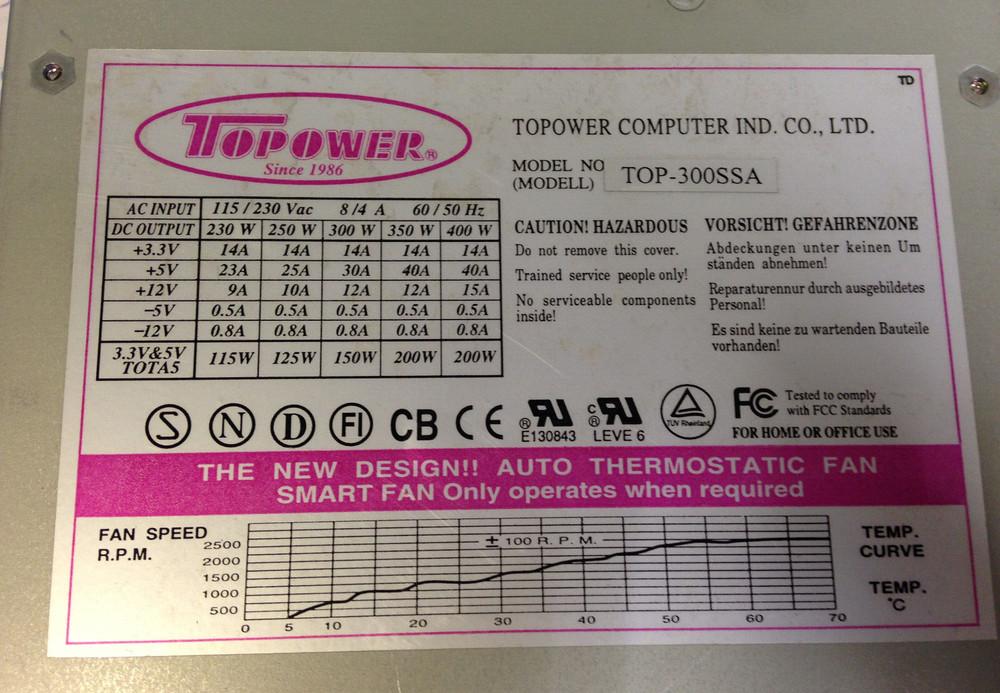 TD
TOPOWER®
Since 1986
TOPOWER COMPUTER IND. CO., LTD.
MODEL NO
(MODELL)
TOP-300SSA
AC INPUT 115 / 230 Vac 8/4 A 60 / 50 Hz
DC OUTPUT 230 W 250 W 300 W 350 W 400 W
+3.3V 14A 14A 14A 14A 14A
+5V 23A 25A 30A 40A 40A
+12V 9A 10A 12A 12A 15A
−5V 0.5A 0.5A 0.5A 0.5A 0.5A
−12V 0.8A 0.8A 0.8A 0.8A 0.8A
3.3V&5V
TOTA5 115W 125W 150W 200W 200W
CAUTION! HAZARDOUS
Do not remove this cover.
Trained service people only!
No serviceable components
inside!
VORSICHT! GEFAHRENZONE
Abdeckungen unter keinen Um
ständen abnehmen!
Reparaturennur durch ausgebildetes
Personal!
Es sind keine zu wartenden Bauteile
vorhanden!
S N D FI CB CE
® RU
E130843
C ® RU
LEVE 6
TÜV Rheinland
FC Tested to comply
with FCC Standards
FOR HOME OR OFFICE USE
THE NEW DESIGN!! AUTO THERMOSTATIC FAN
SMART FAN Only operates when required
FAN SPEED
R.P.M.
2500
2000
1500
1000
500
± 100 R. P. M.
0 5 10 20 30 40 50 60 70
TEMP.
CURVE
TEMP.
°C